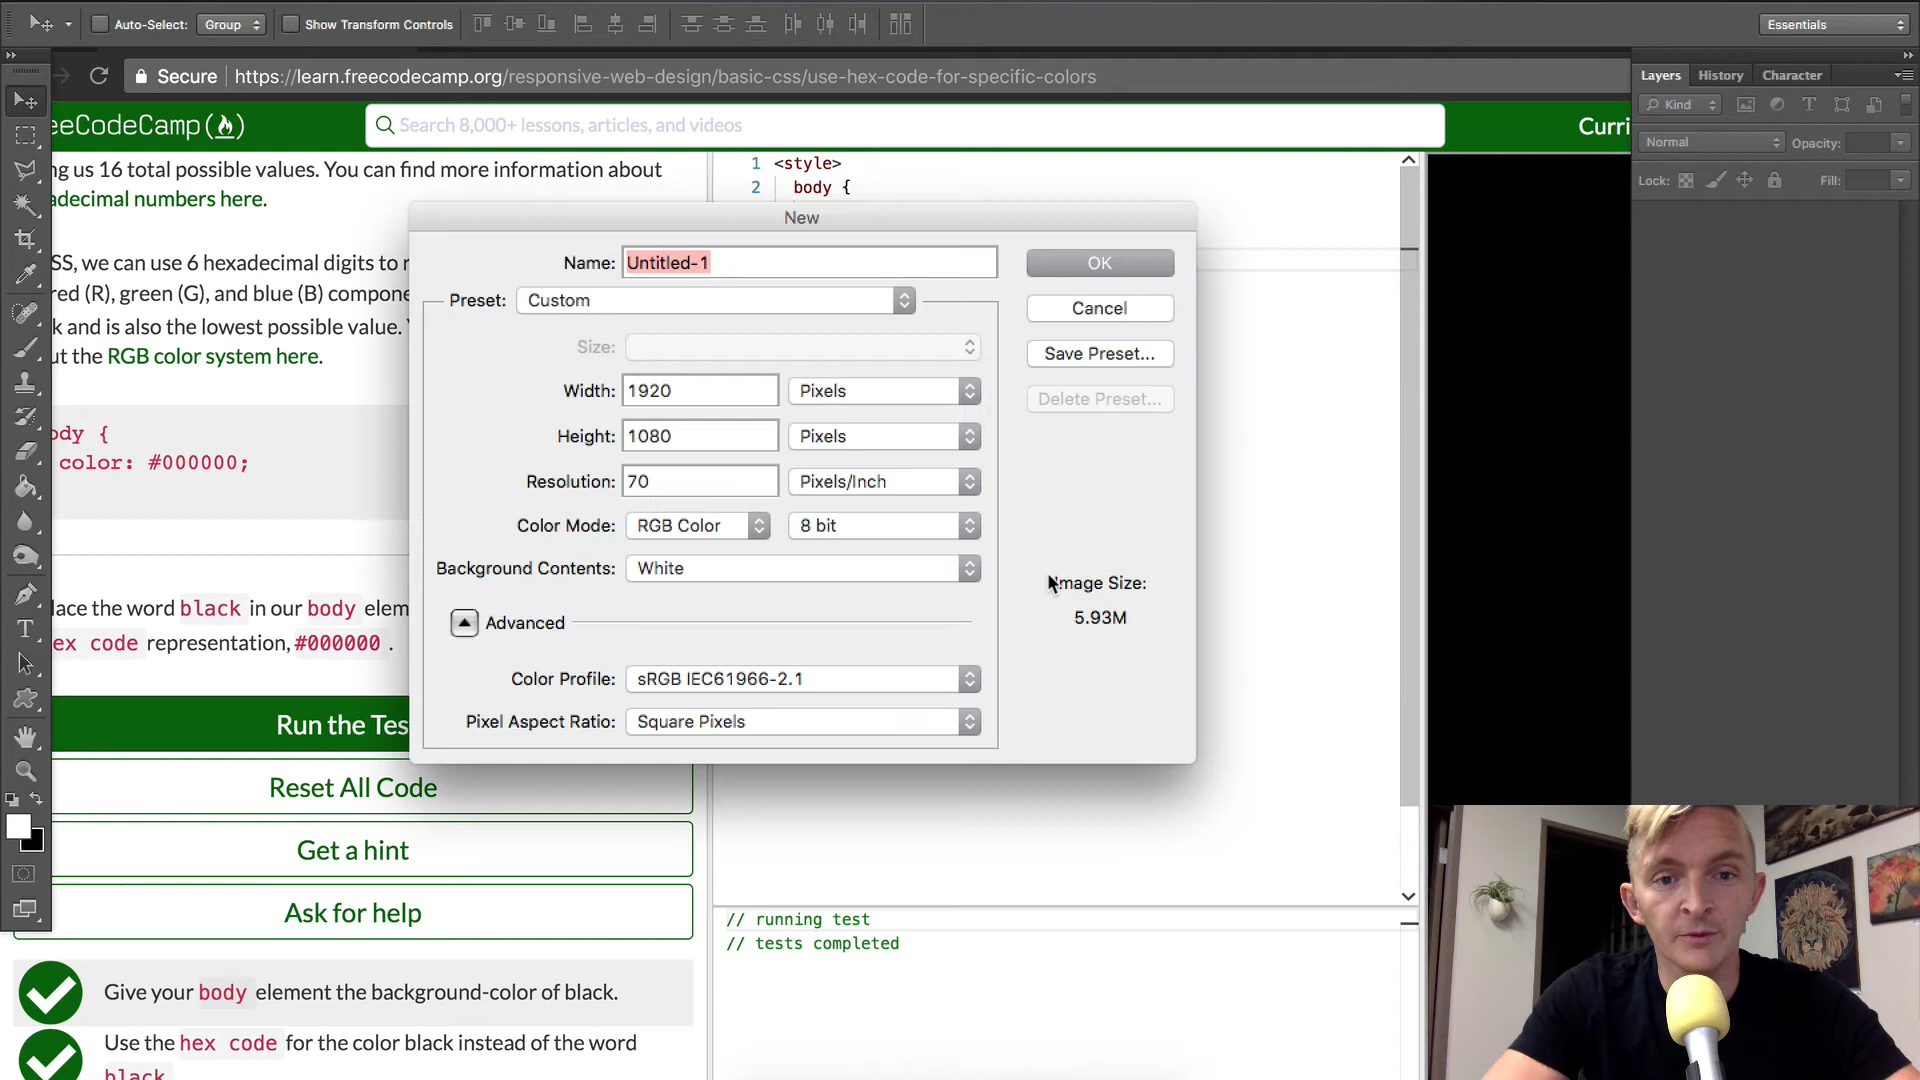 Auto-Select: Group Show Transform Controls Essentials
Secure https://learn.freecodecamp.org/responsive-web-design/basic-css/use-hex-code-for-specific-colors
eeCodeCamp(🔥) Search 8,000+ lessons, articles, and videos Curri
Layers History Character
Kind
Normal Opacity:
Lock: Fill:
ng us 16 total possible values. You can find more information about
adecimal numbers here.
SS, we can use 6 hexadecimal digits to r
red (R), green (G), and blue (B) compone
k and is also the lowest possible value. Y
ut the RGB color system here.
ody {
color: #000000;
lace the word black in our body elem
ex code representation, #000000 .
Run the Tes
Reset All Code
Get a hint
Ask for help
Give your body element the background-color of black.
Use the hex code for the color black instead of the word
black
1 <style>
2 body {
New
Name: Untitled-1
Preset: Custom
Size:
Width: 1920 Pixels
Height: 1080 Pixels
Resolution: 70 Pixels/Inch
Color Mode: RGB Color 8 bit
Background Contents: White
Advanced
Color Profile: sRGB IEC61966-2.1
Pixel Aspect Ratio: Square Pixels
OK
Cancel
Save Preset...
Delete Preset...
Image Size:
5.93M
// running test
// tests completed